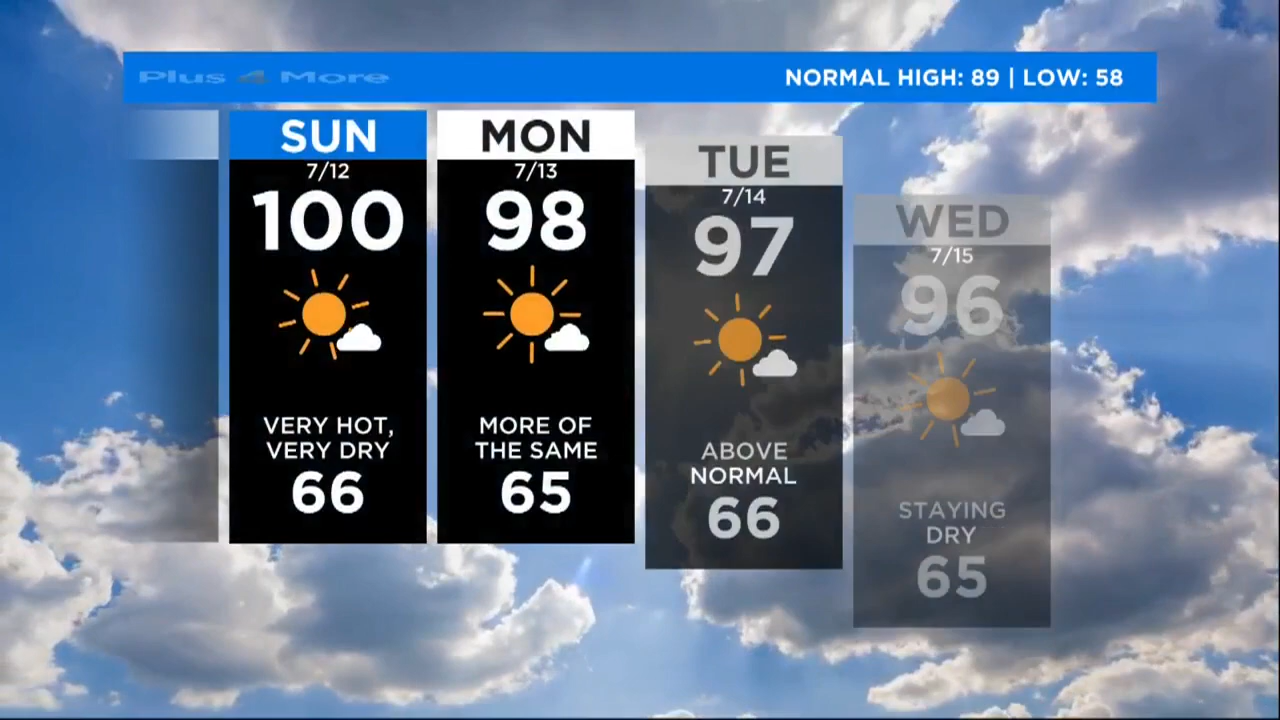 Plus 4 More
NORMAL HIGH: 89 | LOW: 58
SUN
7/12
100
VERY HOT,
VERY DRY
66
MON
7/13
98
MORE OF
THE SAME
65
TUE
7/14
97
ABOVE
NORMAL
66
WED
7/15
96
STAYING
DRY
65